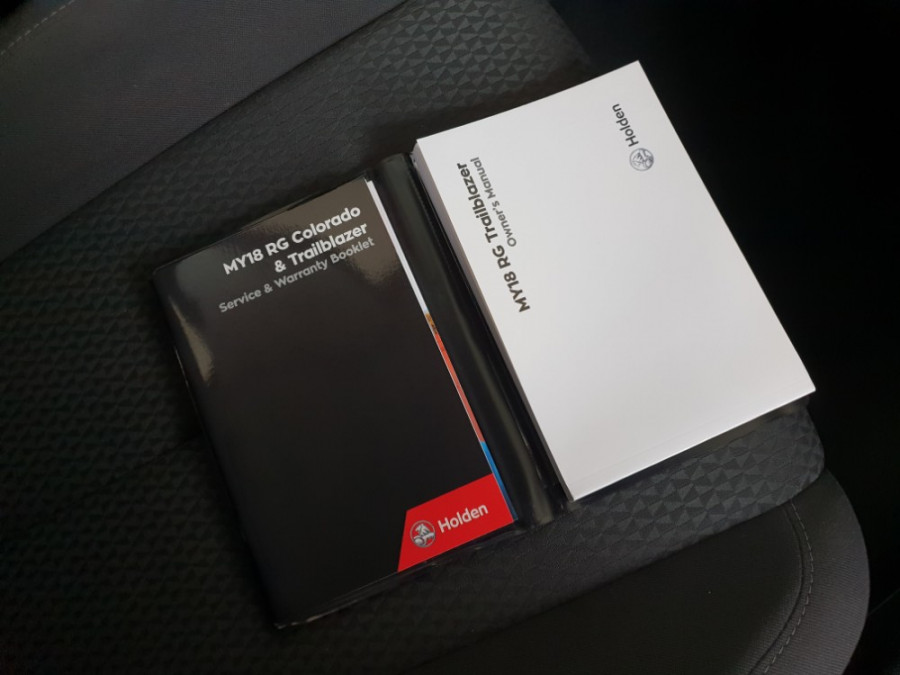 MY18 RG Colorado
& Trailblazer
Service & Warranty Booklet
Holden
MY18 RG Trailblazer
Owner's Manual
Holden